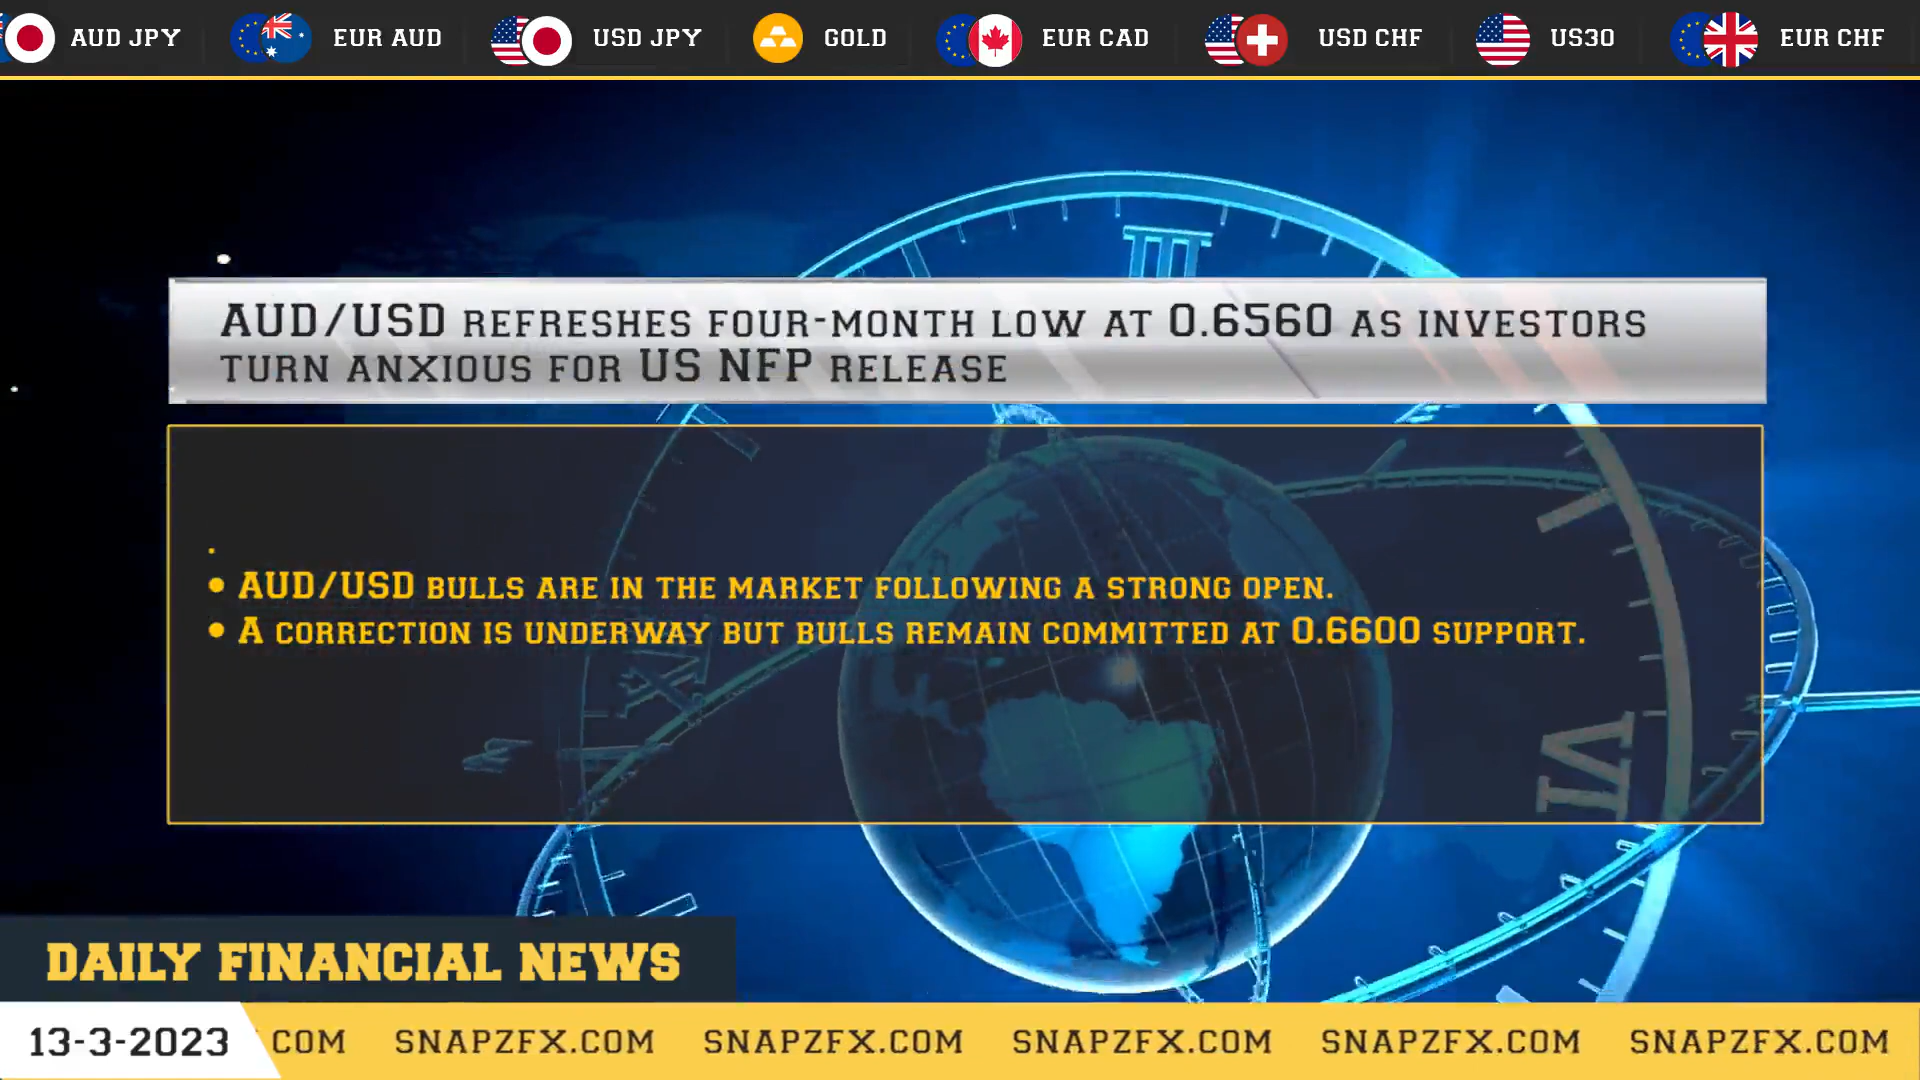 AUD JPY EUR AUD USD JPY GOLD EUR CAD USD CHF US30 EUR CHF
III
AUD/USD REFRESHES FOUR-MONTH LOW AT 0.6560 AS INVESTORS
TURN ANXIOUS FOR US NFP RELEASE
.
• AUD/USD BULLS ARE IN THE MARKET FOLLOWING A STRONG OPEN.
• A CORRECTION IS UNDERWAY BUT BULLS REMAIN COMMITTED AT 0.6600 SUPPORT.
VI
DAILY FINANCIAL NEWS
13-3-2023 .COM SNAPZFX.COM SNAPZFX.COM SNAPZFX.COM SNAPZFX.COM SNAPZFX.COM